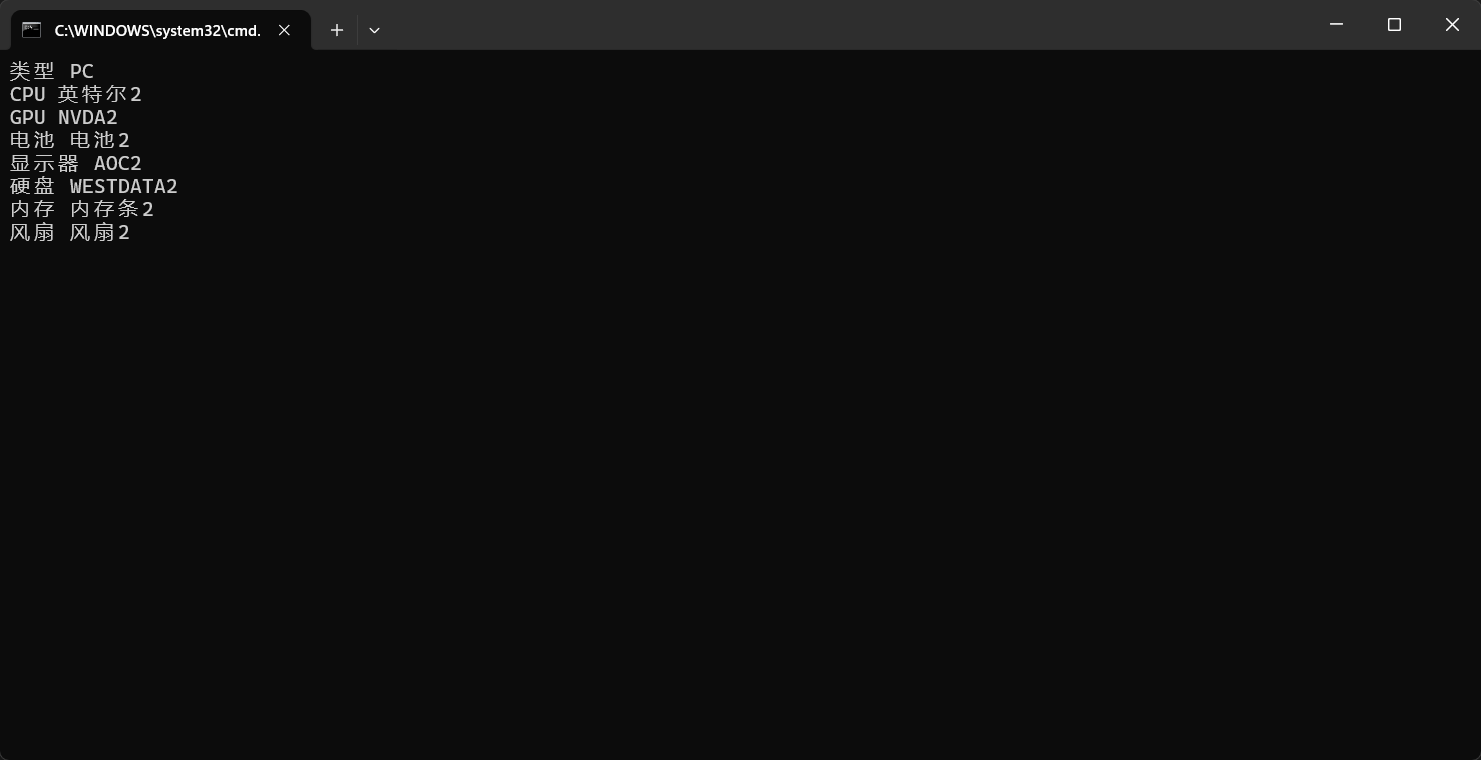 C:\WINDOWS\system32\cmd.
类型 PC
CPU 英特尔2
GPU NVDA2
电池 电池2
显示器 AOC2
硬盘 WESTDATA2
内存 内存条2
风扇 风扇2